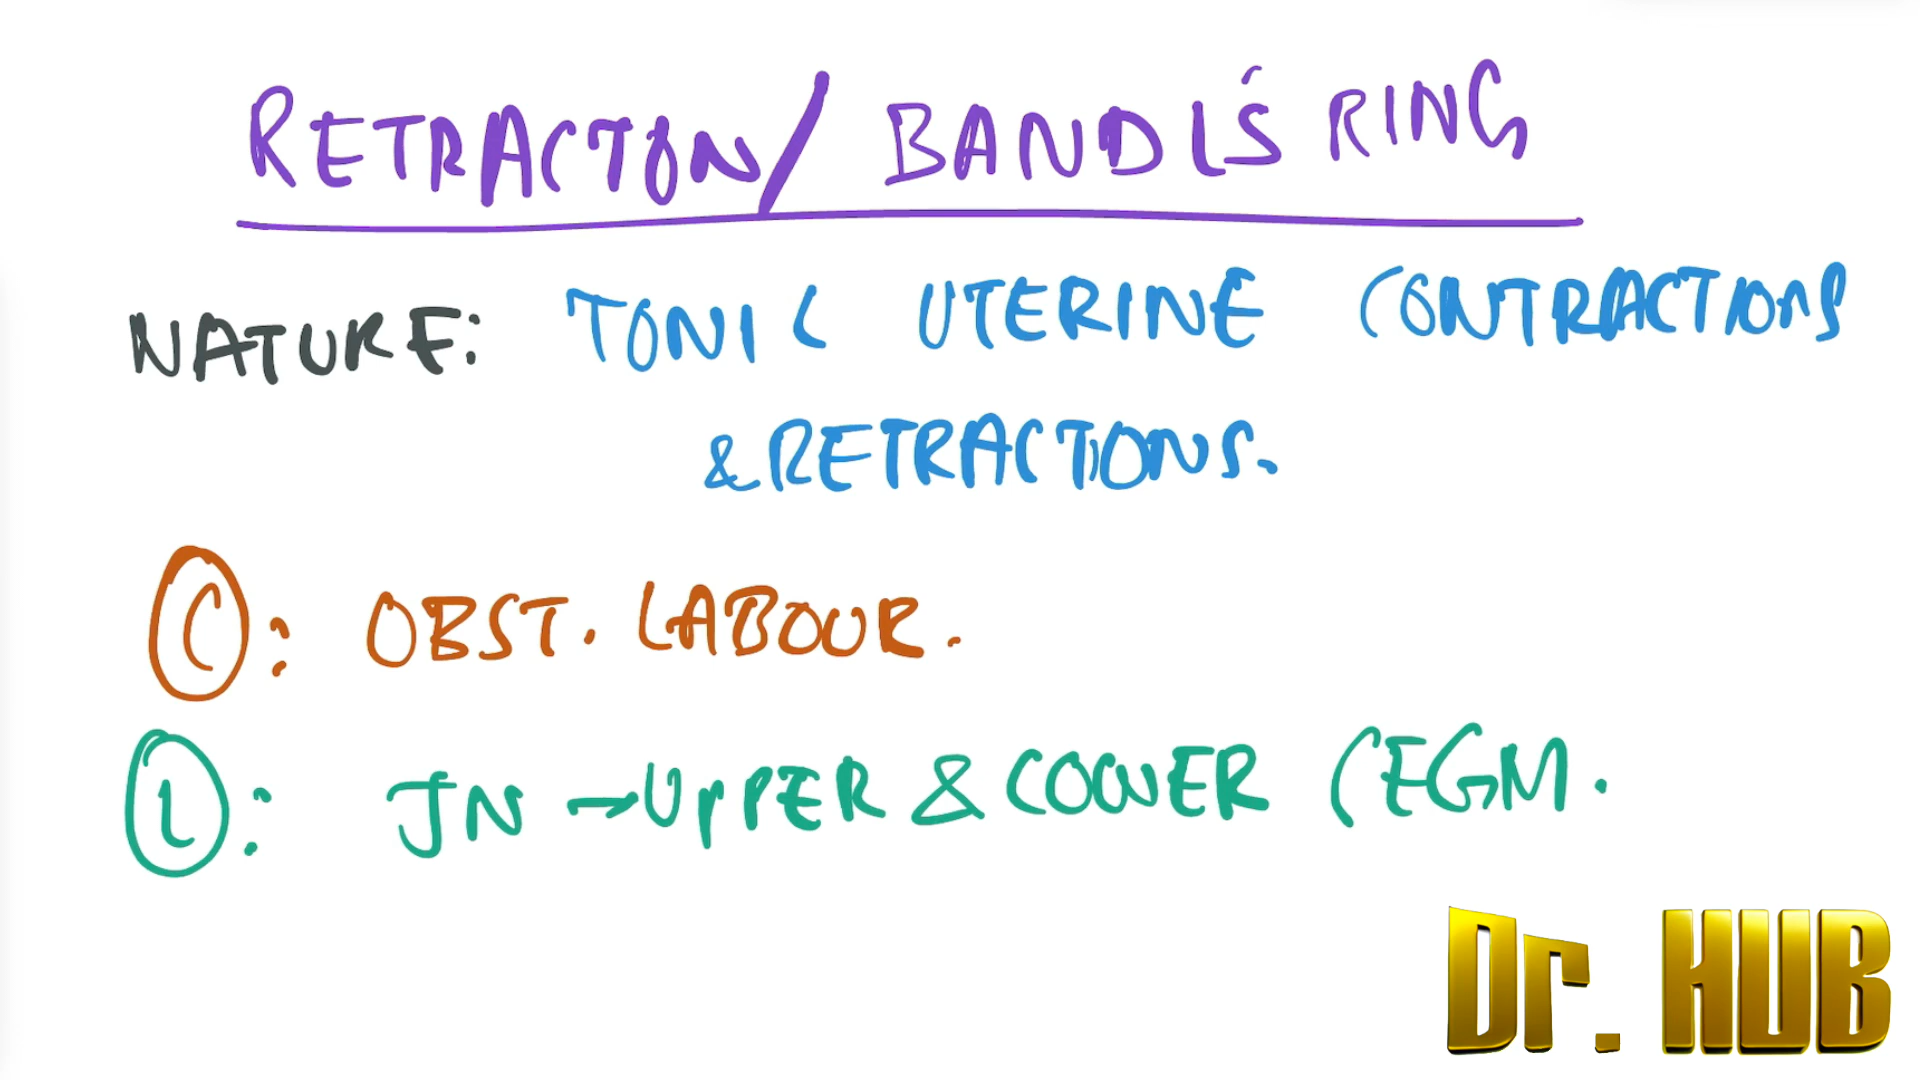 RETRACTION/ BANDL'S RING
NATURE: TONIC UTERINE CONTRACTIONS
& RETRACTIONS.
C: OBST. LABOUR.
L: JN → UPPER & LOWER SEGM.
Dr. HUB